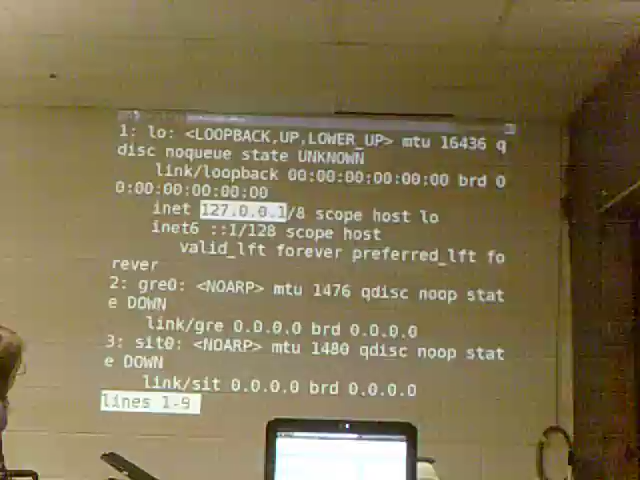 1: lo: <LOOPBACK,UP,LOWER_UP> mtu 16436 q
disc noqueue state UNKNOWN
link/loopback 00:00:00:00:00:00 brd 0
0:00:00:00:00:00
inet 127.0.0.1/8 scope host lo
inet6 ::1/128 scope host
valid_lft forever preferred_lft fo
rever
2: gre0: <NOARP> mtu 1476 qdisc noop stat
e DOWN
link/gre 0.0.0.0 brd 0.0.0.0
3: sit0: <NOARP> mtu 1480 qdisc noop stat
e DOWN
link/sit 0.0.0.0 brd 0.0.0.0
lines 1-9